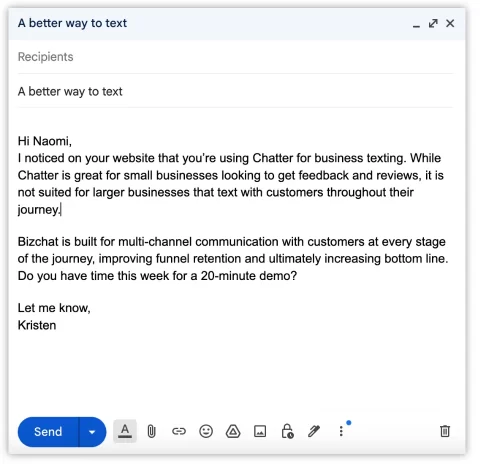 A better way to text
Recipients
A better way to text
Hi Naomi,
I noticed on your website that you're using Chatter for business texting. While
Chatter is great for small businesses looking to get feedback and reviews, it is
not suited for larger businesses that text with customers throughout their
journey.
Bizchat is built for multi-channel communication with customers at every stage
of the journey, improving funnel retention and ultimately increasing bottom line.
Do you have time this week for a 20-minute demo?
Let me know,
Kristen
Send